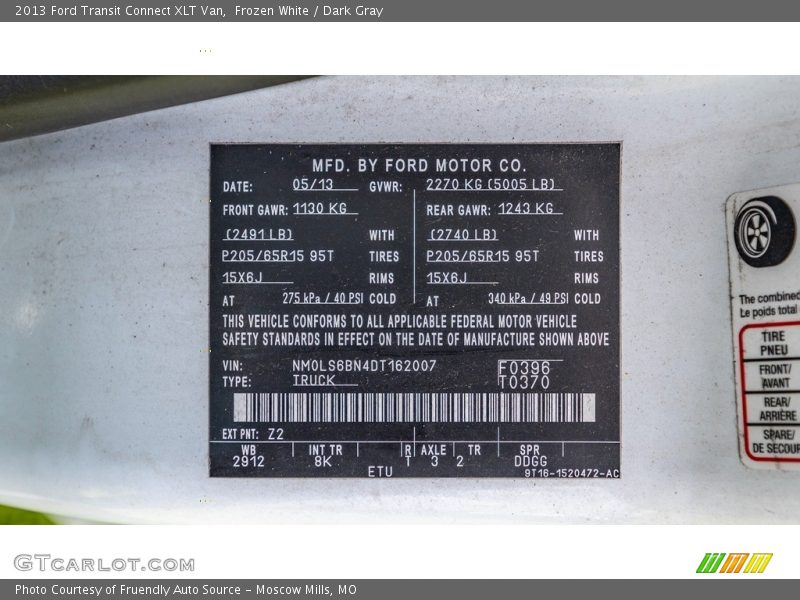 2013 Ford Transit Connect XLT Van,  Frozen White / Dark Gray
MFD. BY FORD MOTOR CO.
DATE: 05/13 GVWR: 2270 KG (5005 LB)
FRONT GAWR: 1130 KG REAR GAWR: 1243 KG
(2491 LB) WITH (2740 LB) WITH
P205/65R15 95T TIRES P205/65R15 95T TIRES
15X6J RIMS 15X6J RIMS
AT 275 kPa / 40 PSI COLD AT 340 kPa / 49 PSI COLD
THIS VEHICLE CONFORMS TO ALL APPLICABLE FEDERAL MOTOR VEHICLE
SAFETY STANDARDS IN EFFECT ON THE DATE OF MANUFACTURE SHOWN ABOVE
VIN: NM0LS6BN4DT162007 F0396
TYPE: TRUCK T0370
EXT PNT: Z2
WB INT TR R AXLE TR SPR
2912 8K T 3 2 DDGG
ETU 9T16-1520472-AC
The combined
Le poids total
TIRE
PNEU
FRONT/
AVANT
REAR/
ARRIÈRE
SPARE/
DE SECOUR
GTCARLOT.COM
Photo Courtesy of Fruendly Auto Source - Moscow Mills, MO